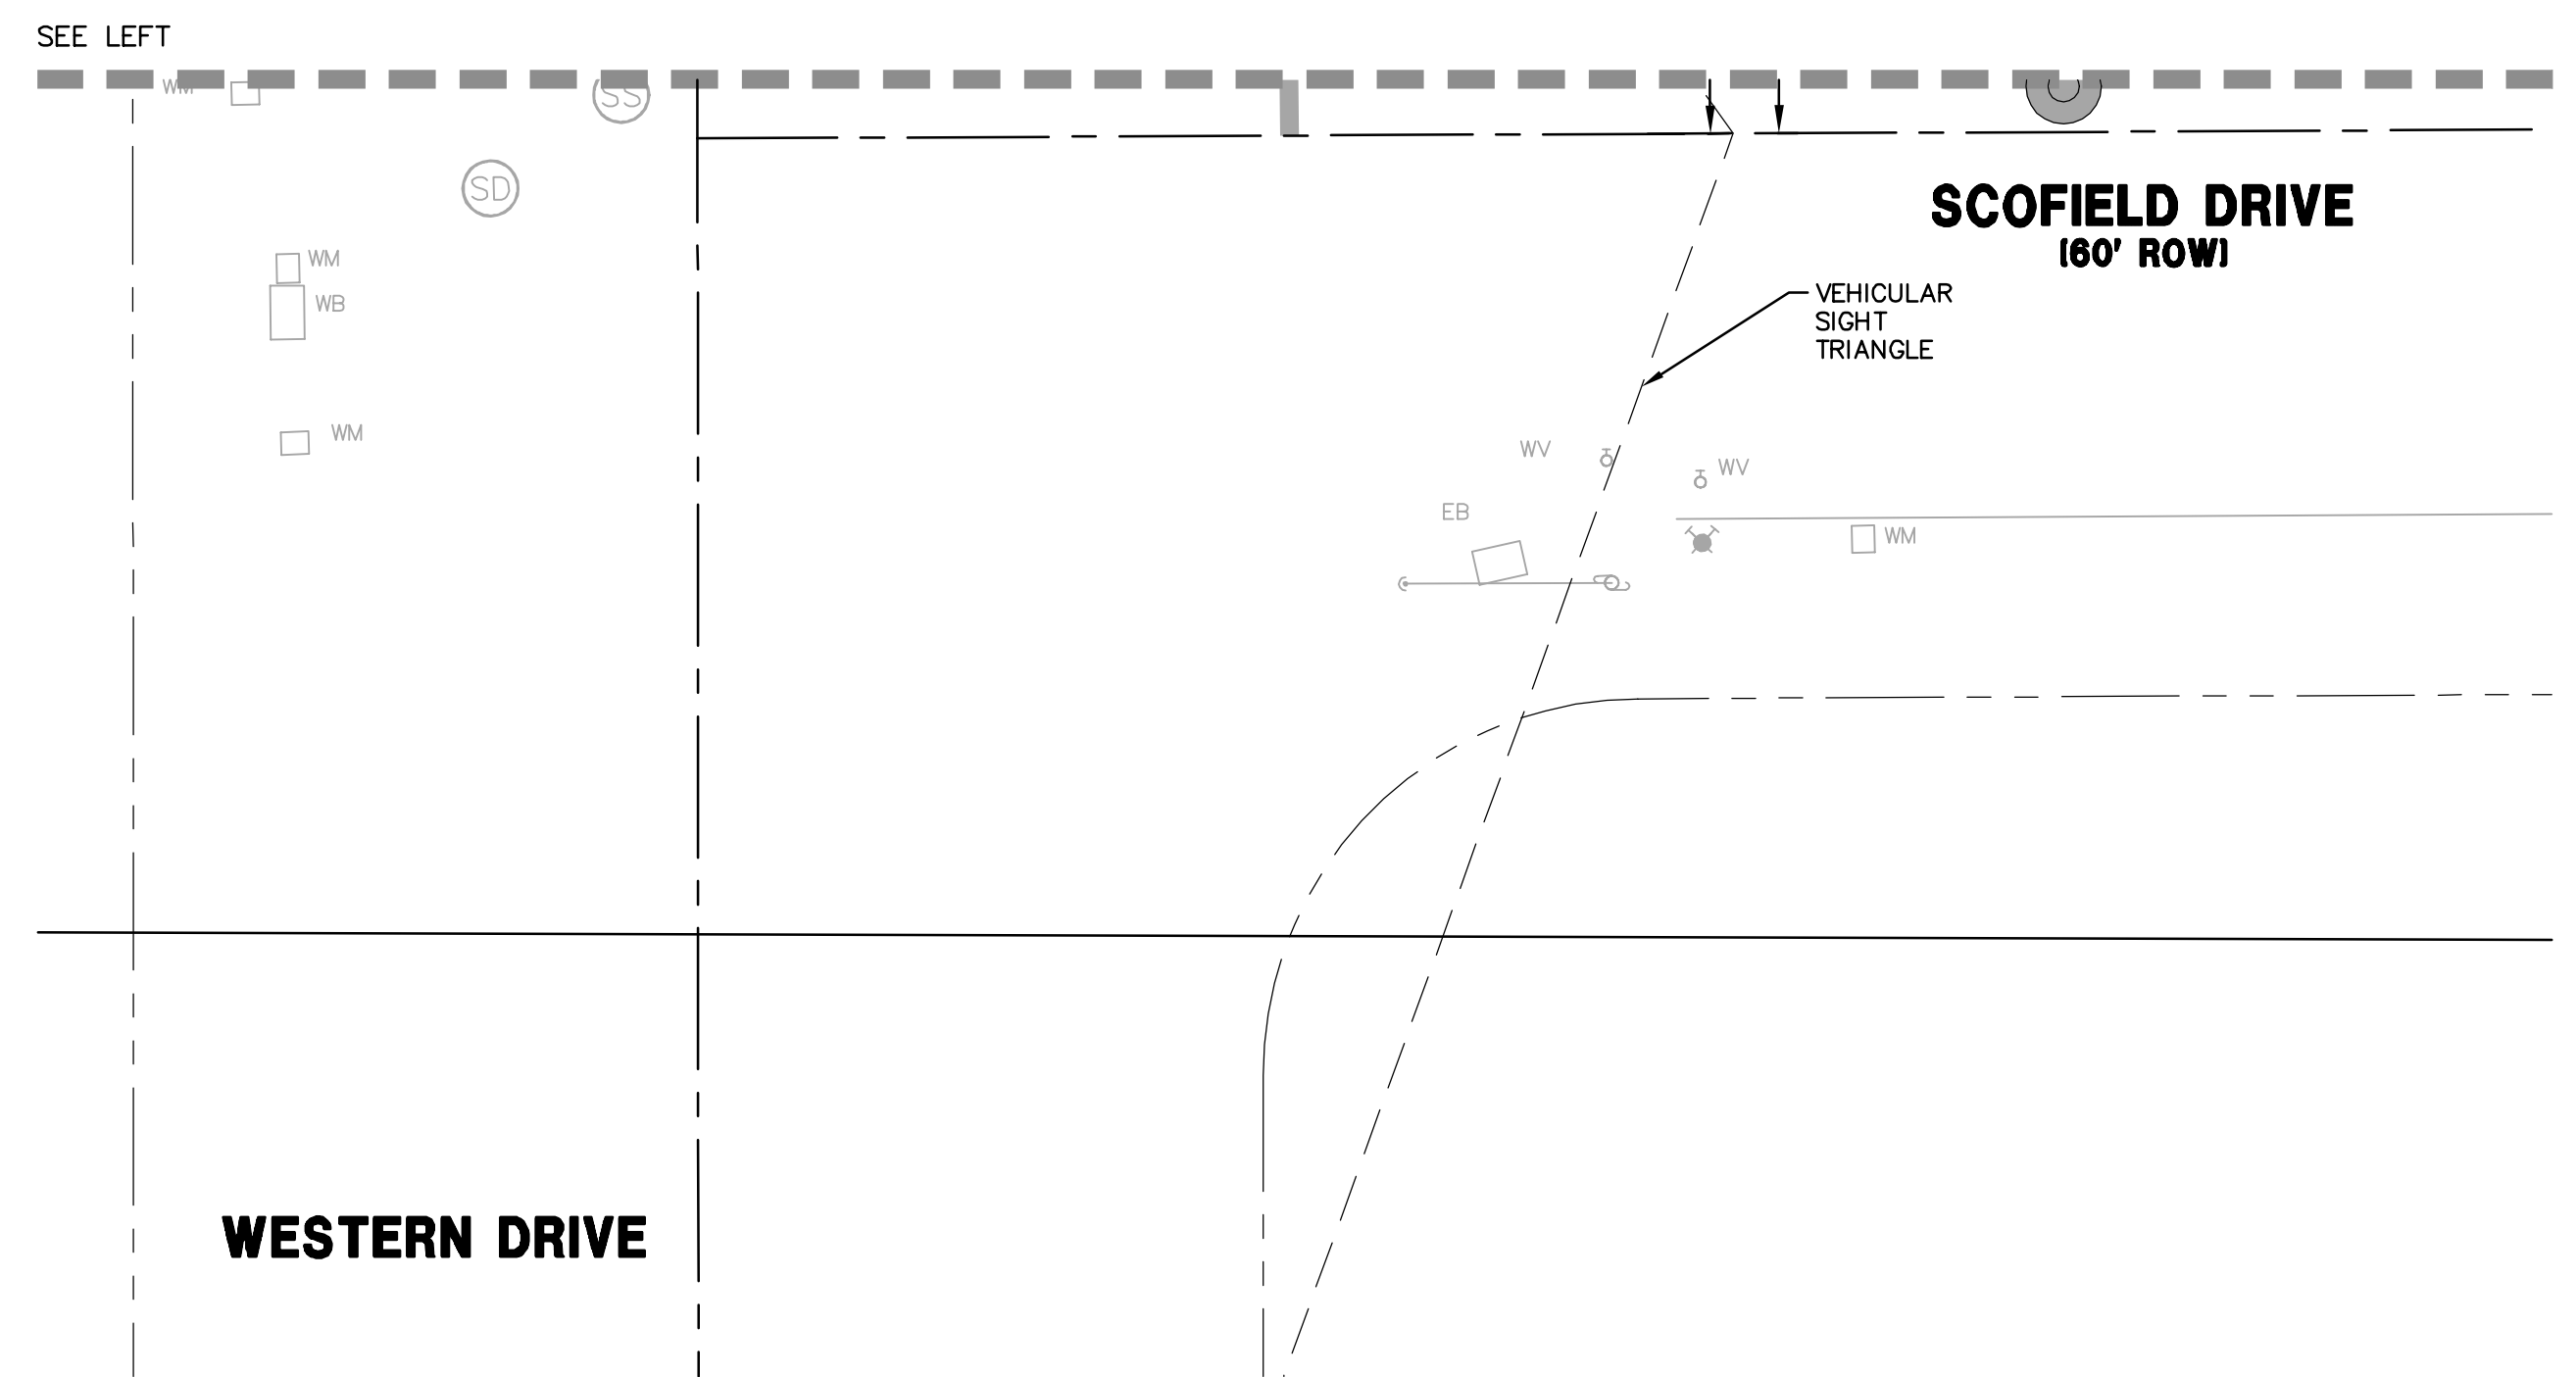 SEE LEFT
WM
SS
SD
SCOFIELD DRIVE
(60' ROW)
WM
WB
VEHICULAR
SIGHT
TRIANGLE
WM
WV
WV
EB
WM
WESTERN DRIVE